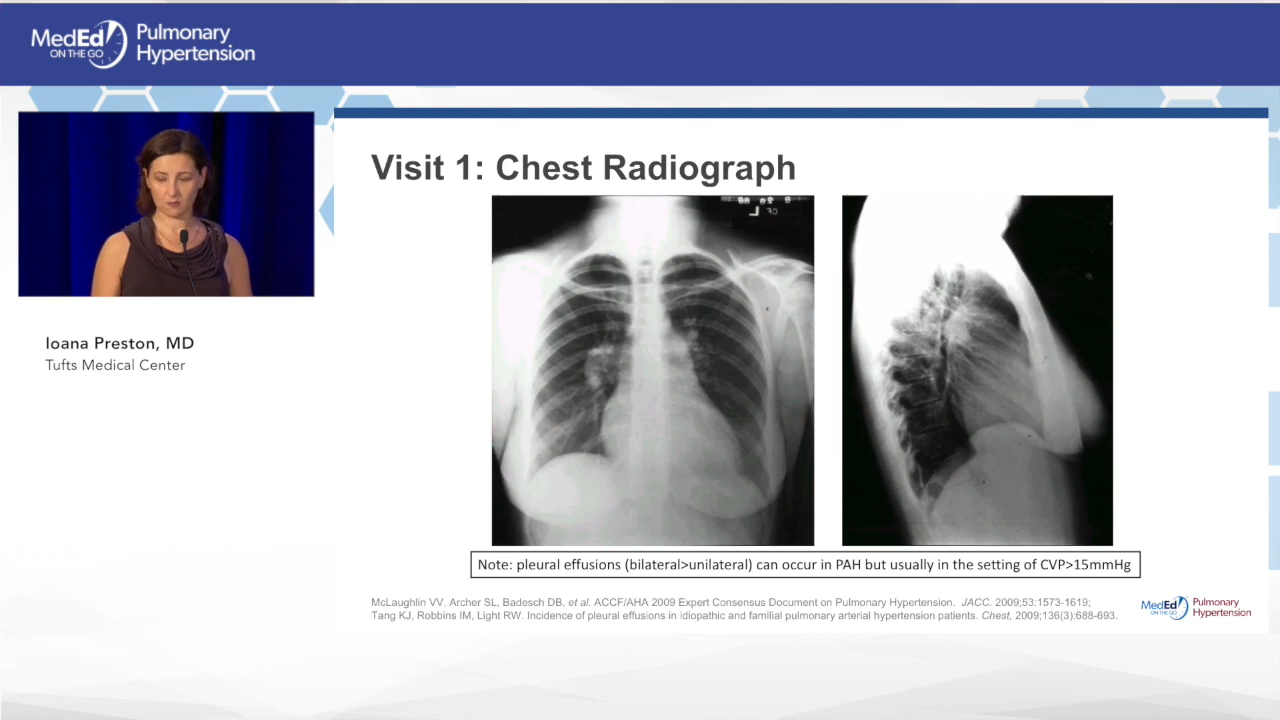 MedEd
ON THE GO
Pulmonary
Hypertension
Ioana Preston, MD
Tufts Medical Center
Visit 1: Chest Radiograph
Note: pleural effusions (bilateral>unilateral) can occur in PAH but usually in the setting of CVP>15mmHg
McLaughlin VV. Archer SL, Badesch DB, et al. ACCF/AHA 2009 Expert Consensus Document on Pulmonary Hypertension. JACC. 2009;53:1573-1619;
Tang KJ, Robbins IM, Light RW. Incidence of pleural effusions in idiopathic and familial pulmonary arterial hypertension patients. Chest, 2009;136(3):688-693.
MedEd
ON THE GO
Pulmonary
Hypertension